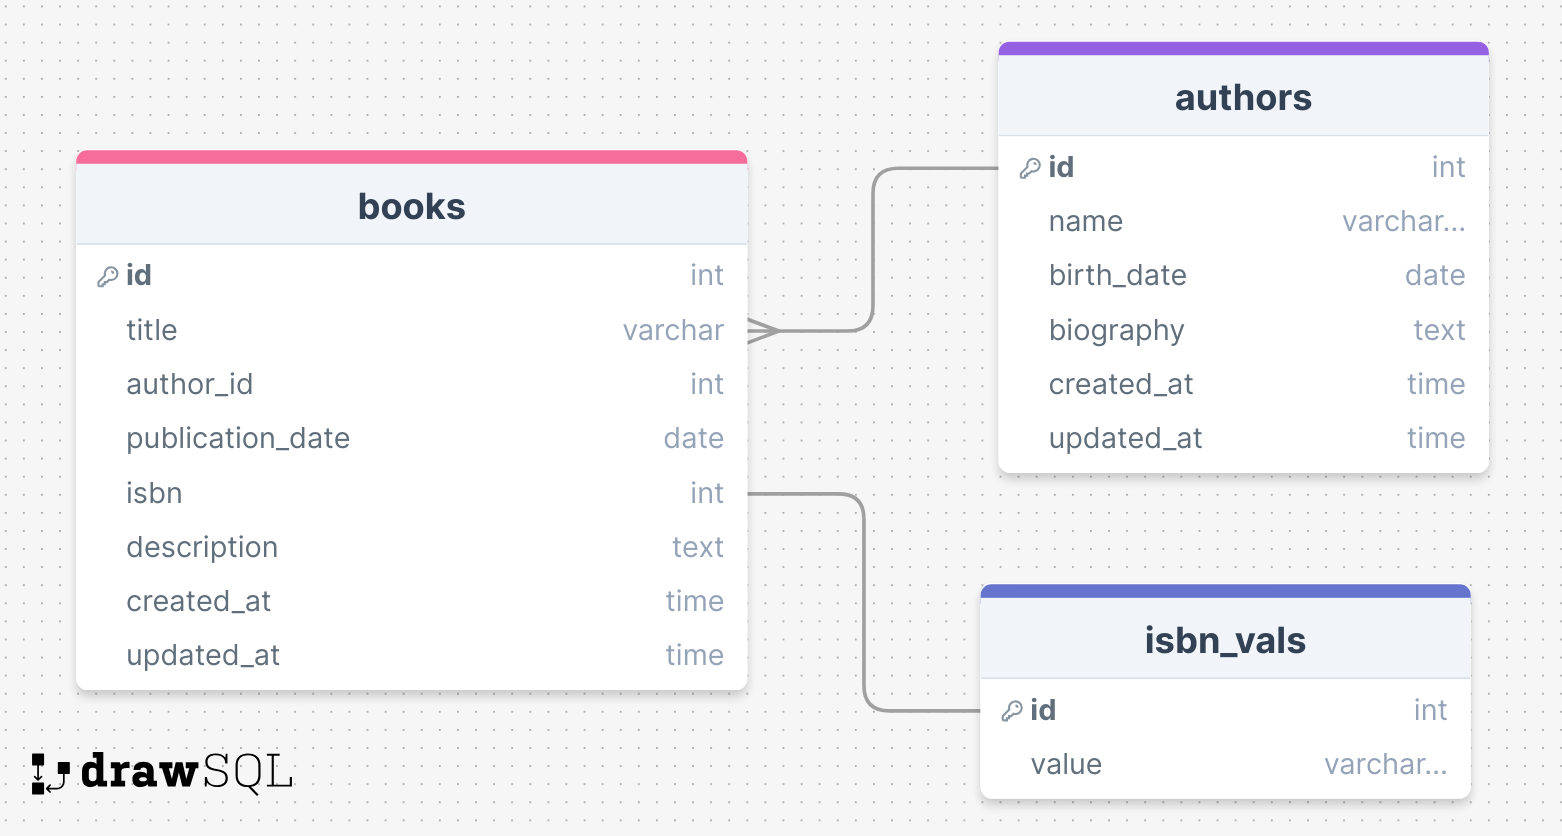 books
id int
title varchar
author_id int
publication_date date
isbn int
description text
created_at time
updated_at time
authors
id int
name varchar...
birth_date date
biography text
created_at time
updated_at time
isbn_vals
id int
value varchar...
drawSQL